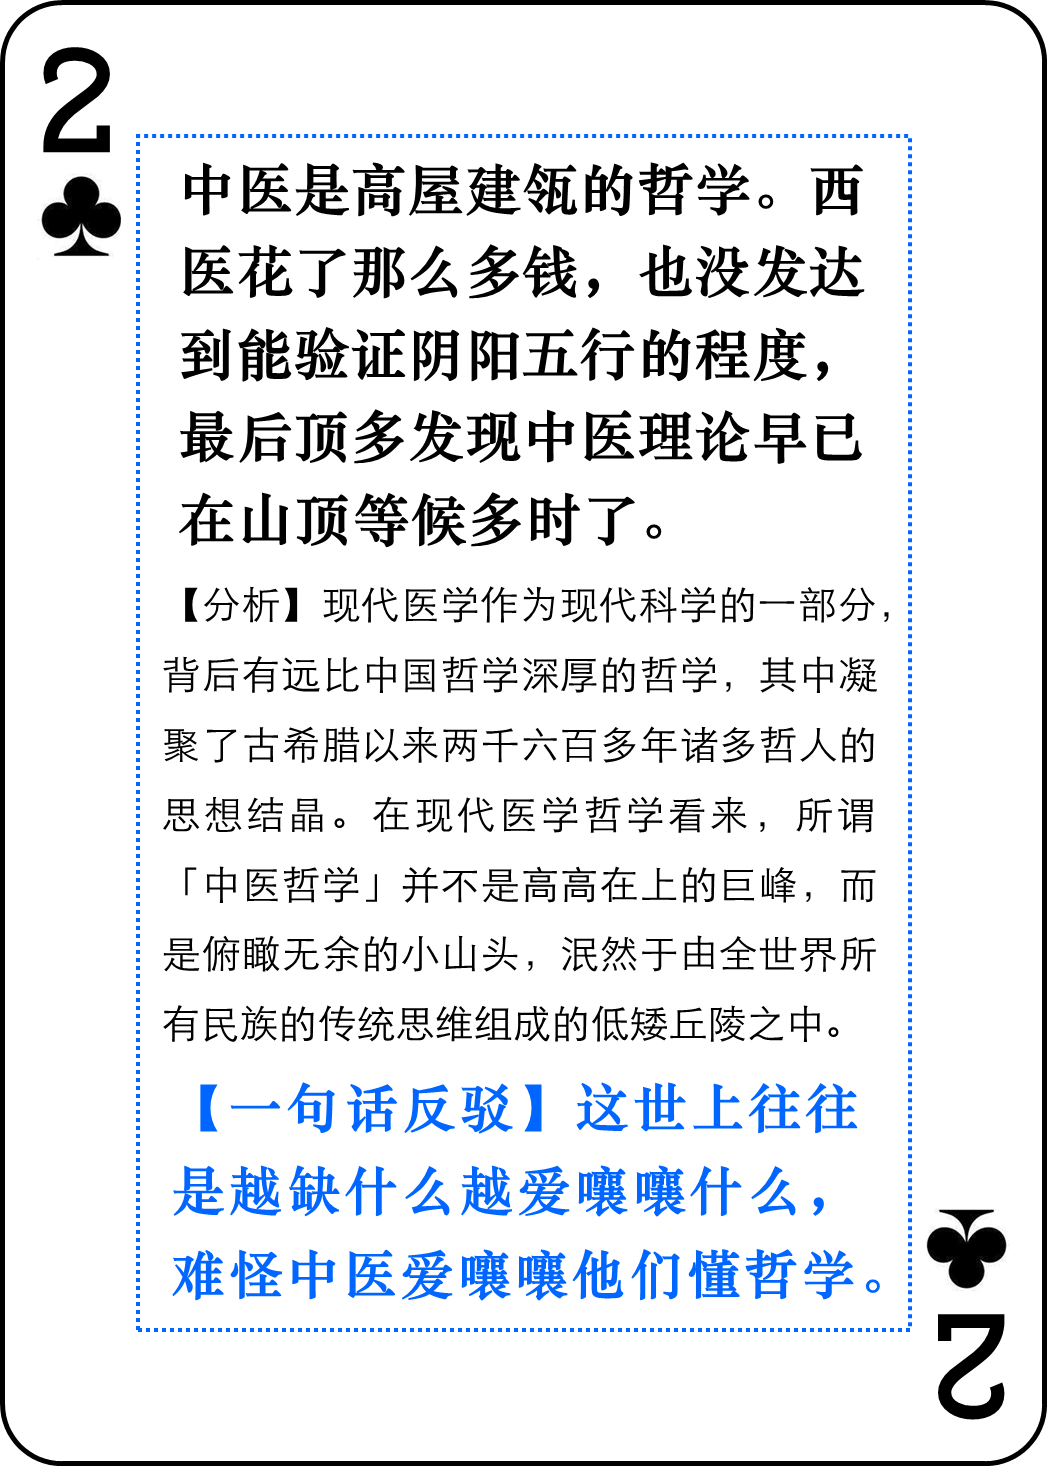 2
中医是高屋建瓴的哲学。西
医花了那么多钱，也没发达
到能验证阴阳五行的程度，
最后顶多发现中医理论早已
在山顶等候多时了。
【分析】现代医学作为现代科学的一部分，
背后有远比中国哲学深厚的哲学，其中凝
聚了古希腊以来两千六百多年诸多哲人的
思想结晶。在现代医学哲学看来，所谓
「中医哲学」并不是高高在上的巨峰，而
是俯瞰无余的小山头，泯然于由全世界所
有民族的传统思维组成的低矮丘陵之中。
【一句话反驳】这世上往往
是越缺什么越爱嚷嚷什么，
难怪中医爱嚷嚷他们懂哲学。
2